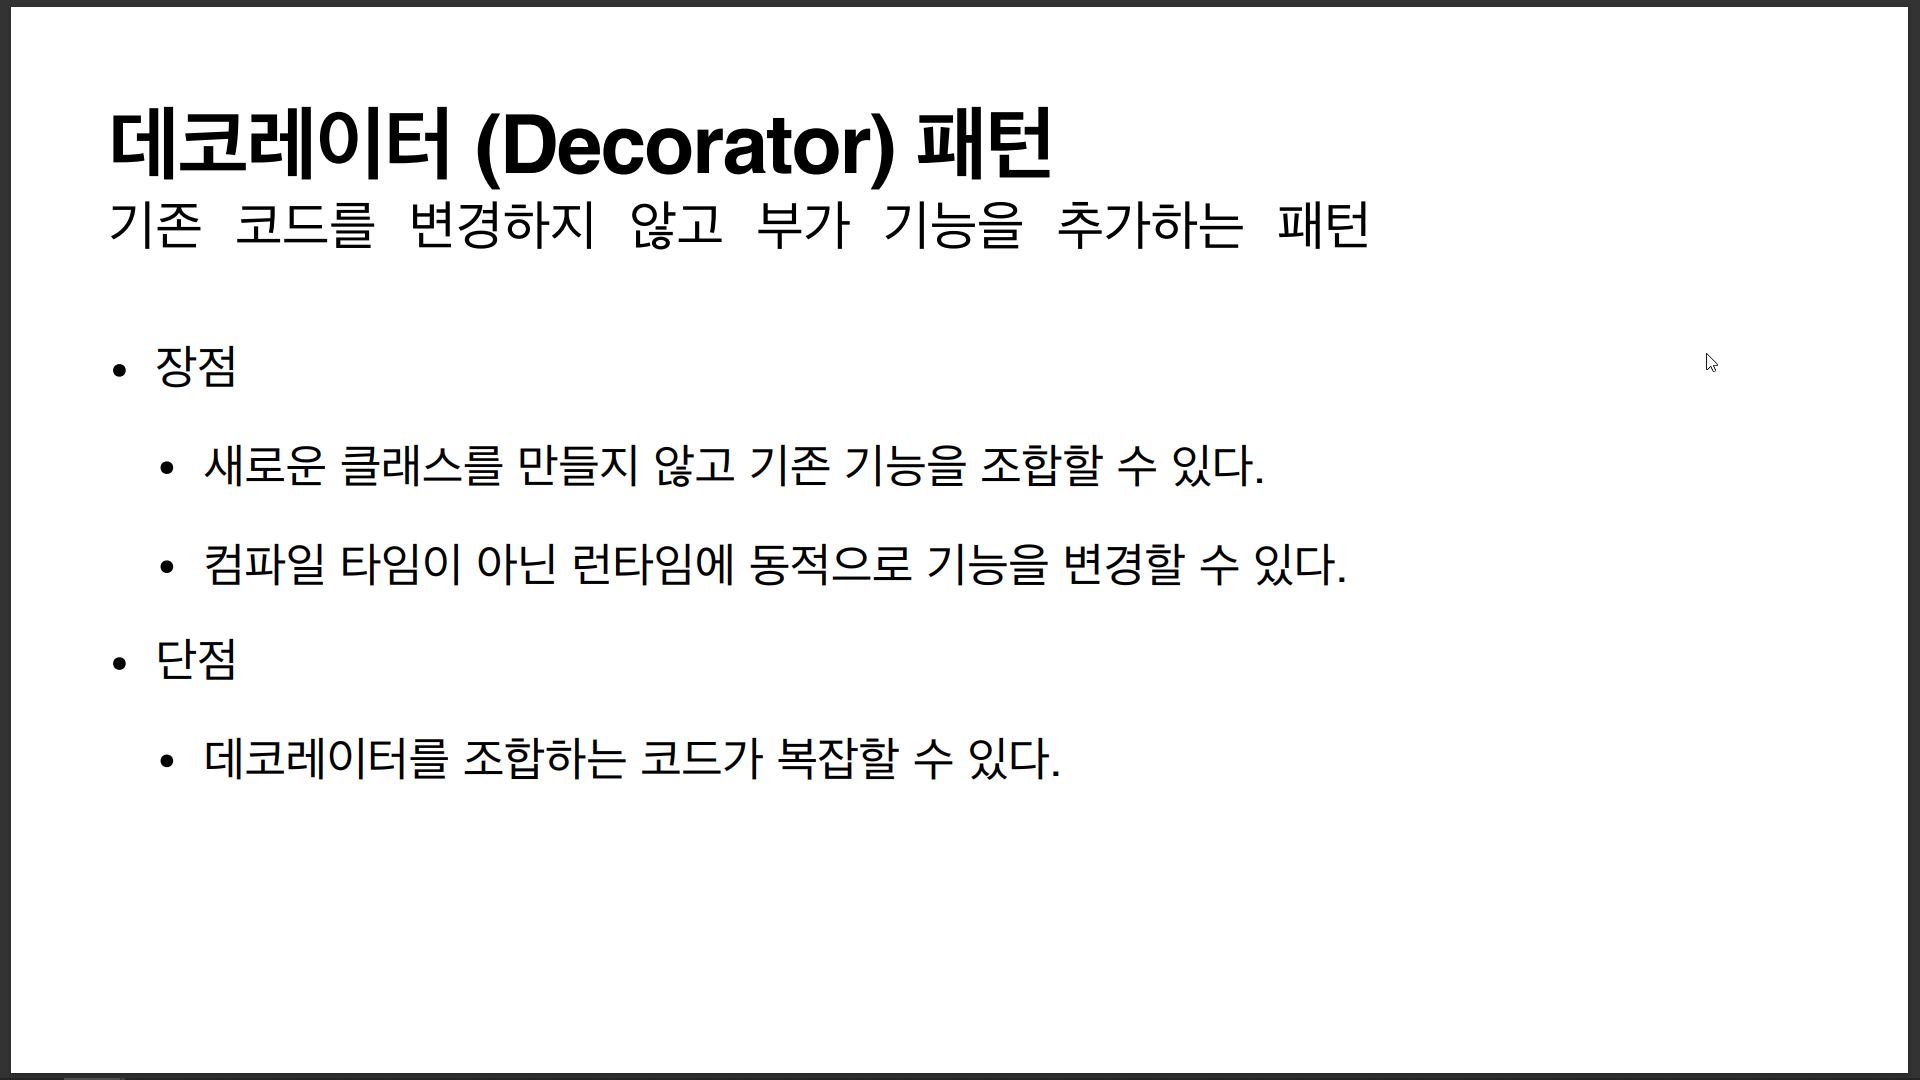 데코레이터 (Decorator) 패턴
기존 코드를 변경하지 않고 부가 기능을 추가하는 패턴
• 장점
• 새로운 클래스를 만들지 않고 기존 기능을 조합할 수 있다.
• 컴파일 타임이 아닌 런타임에 동적으로 기능을 변경할 수 있다.
• 단점
• 데코레이터를 조합하는 코드가 복잡할 수 있다.